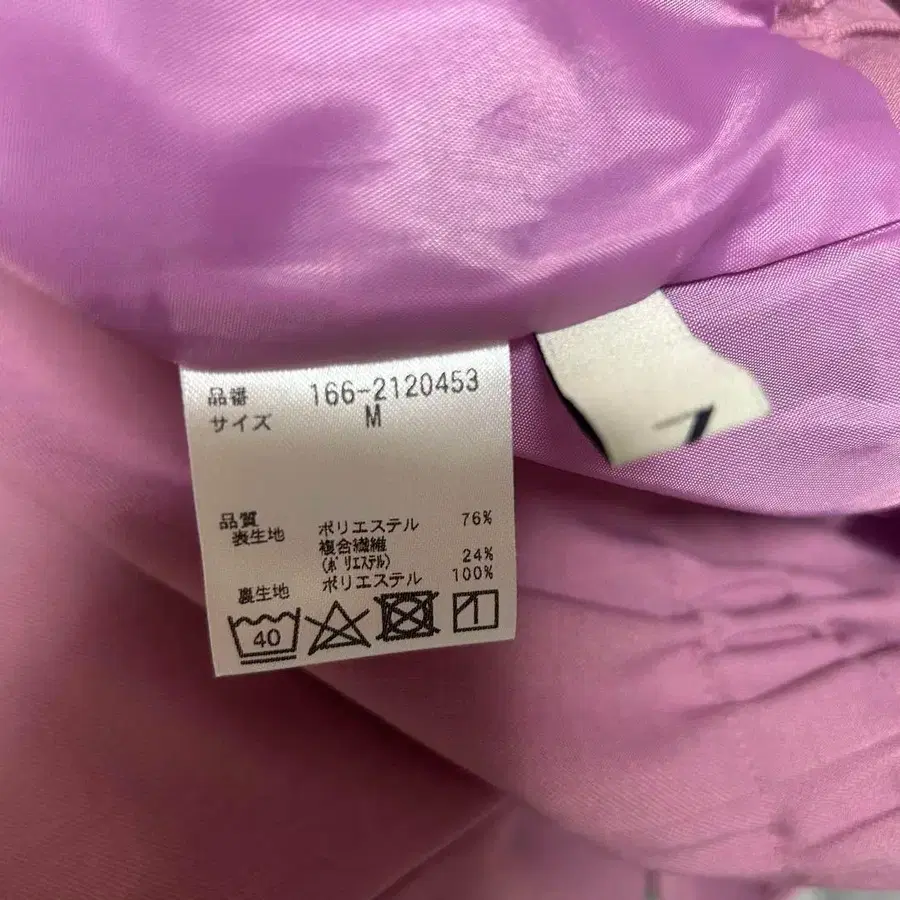 品番 166-2120453
サイズ M
品質
表生地 ポリエステル 76%
複合繊維
(ポリエステル) 24%
裏生地 ポリエステル 100%
40